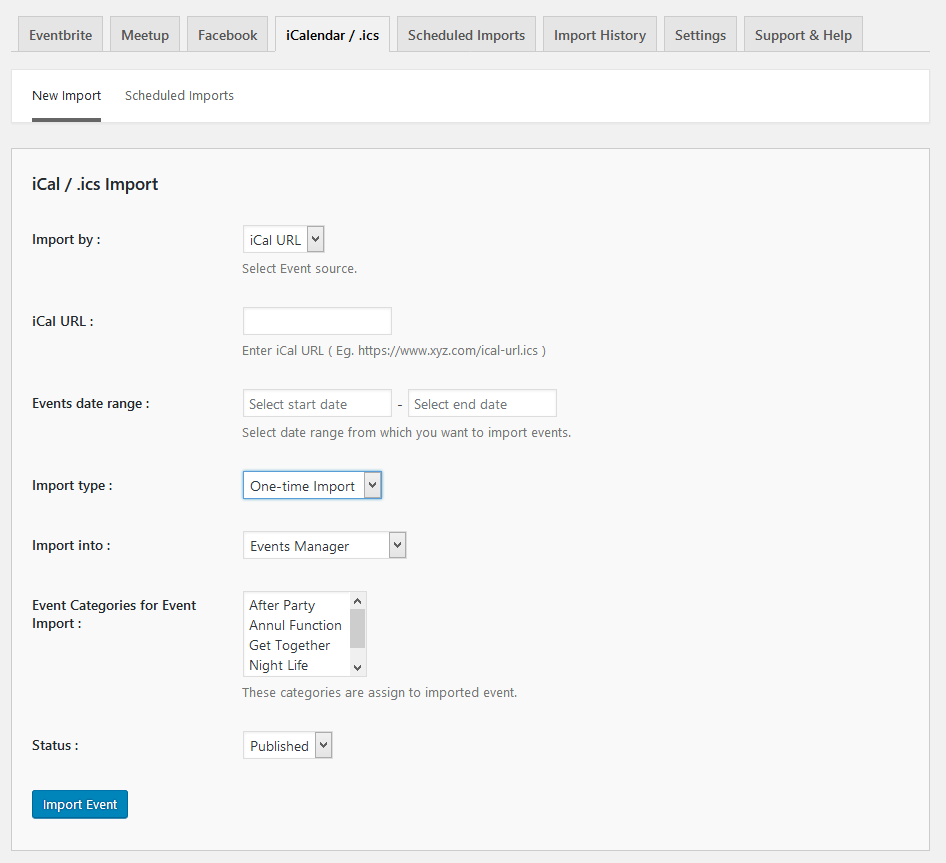 Eventbrite Meetup Facebook iCalendar / .ics Scheduled Imports Import History Settings Support & Help
New Import Scheduled Imports
iCal / .ics Import
Import by : iCal URL
Select Event source.
iCal URL :
Enter iCal URL ( Eg. https://www.xyz.com/ical-url.ics )
Events date range : Select start date - Select end date
Select date range from which you want to import events.
Import type : One-time Import
Import into : Events Manager
Event Categories for Event
Import :
After Party
Annul Function
Get Together
Night Life
These categories are assign to imported event.
Status : Published
Import Event